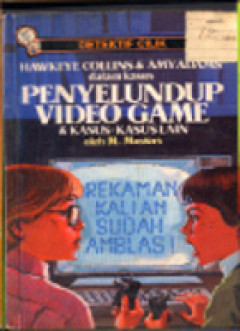 DETEKTIF CILIK
HAWKEYE COLLINS & AMY ADAMS
dalam kasus
PENYELUNDUP
VIDEO GAME
& KASUS-KASUS LAIN
oleh M. Masters
REKAMAN
KALIAN
SUDAH
AMBLAS!